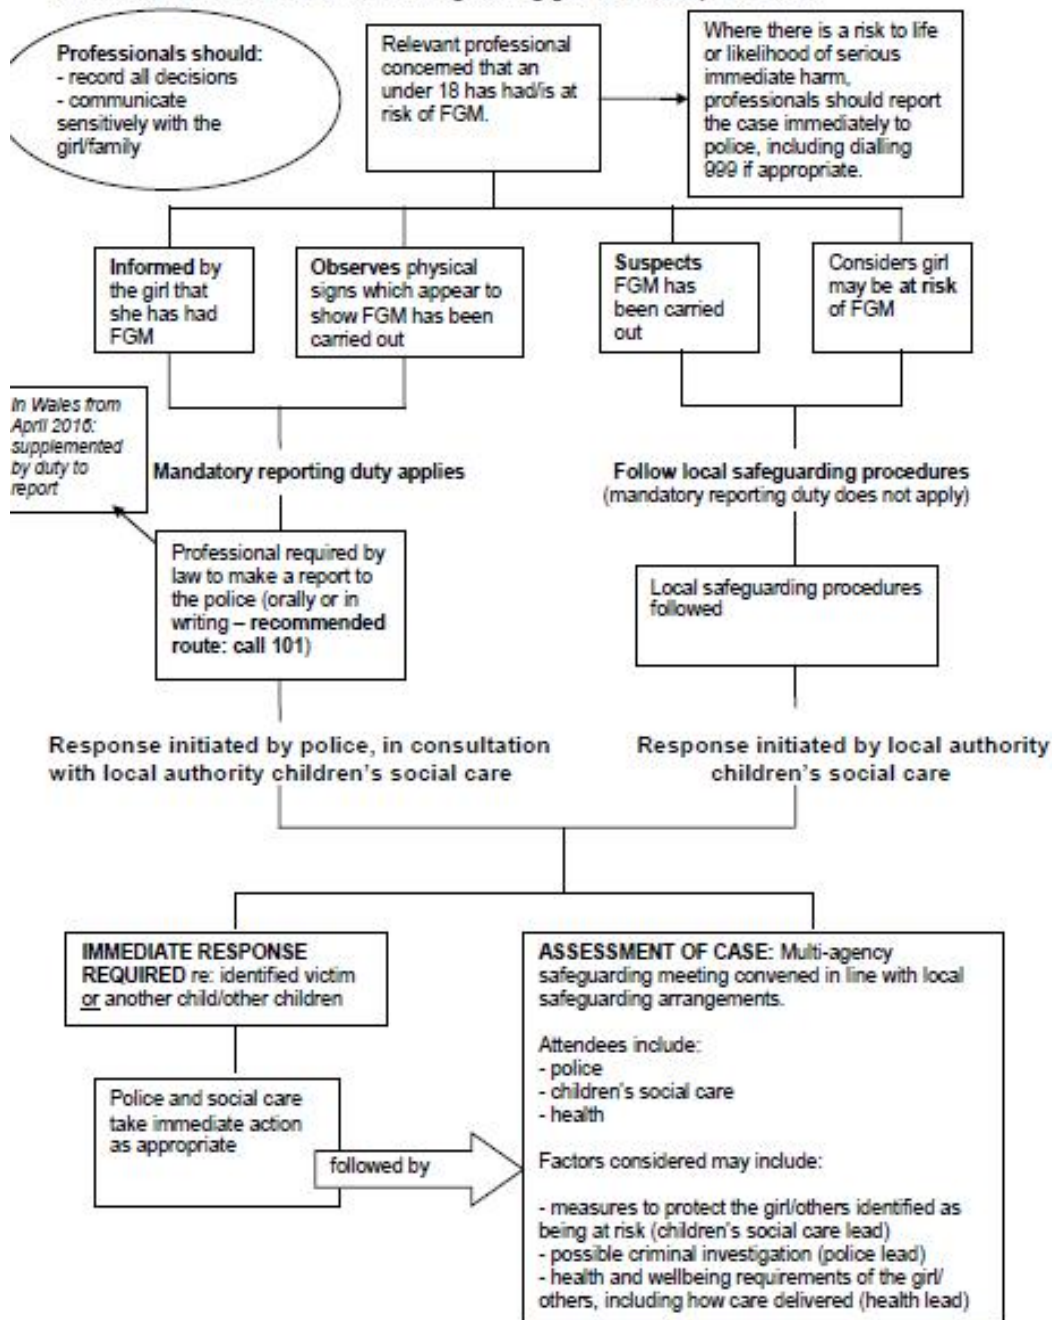 Professionals should:
- record all decisions
- communicate
sensitively with the
girl/family
Relevant professional
concerned that an
under 18 has had/is at
risk of FGM.
Where there is a risk to life
or likelihood of serious
immediate harm,
professionals should report
the case immediately to
police, including dialling
999 if appropriate.
Informed by
the girl that
she has had
FGM
Observes physical
signs which appear to
show FGM has been
carried out
Suspects
FGM has
been carried
out
Considers girl
may be at risk
of FGM
In Wales from
April 2016:
supplemented
by duty to
report
Mandatory reporting duty applies
Follow local safeguarding procedures
(mandatory reporting duty does not apply)
Professional required by
law to make a report to
the police (orally or in
writing – recommended
route: call 101)
Local safeguarding procedures
followed
Response initiated by police, in consultation
with local authority children's social care
Response initiated by local authority
children's social care
IMMEDIATE RESPONSE
REQUIRED re: identified victim
or another child/other children
Police and social care
take immediate action
as appropriate
followed by
ASSESSMENT OF CASE: Multi-agency
safeguarding meeting convened in line with local
safeguarding arrangements.
Attendees include:
- police
- children's social care
- health
Factors considered may include:
- measures to protect the girl/others identified as
being at risk (children's social care lead)
- possible criminal investigation (police lead)
- health and wellbeing requirements of the girl/
others, including how care delivered (health lead)